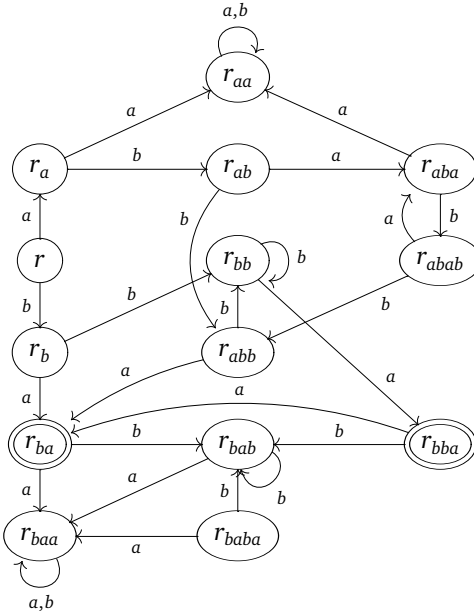 a,b
r_aa
a a
r_a b r_ab a r_aba
a b a b
r r_bb b r_abab
b b b b
r_b r_abb
a a a a
r_ba b r_bab b r_bba
a a b b
r_baa a r_baba
a,b